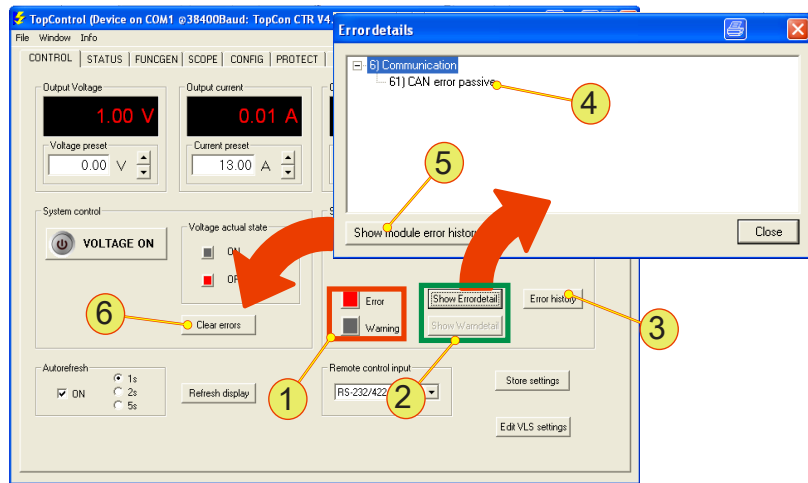 TopControl (Device on COM1 @38400Baud: TopCon CTR V4.
File Window Info
CONTROL STATUS FUNCGEN SCOPE CONFIG PROTECT
Output Voltage
1.00 V
Voltage preset
0.00 V
Output current
0.01 A
Current preset
13.00 A
Errordetails
6) Communication
61) CAN error passive
4
5
Show module error history
Close
System control
VOLTAGE ON
Voltage actual state
ON
6
Clear errors
Error
Warning
Show Errordetail
Show Warndetail
Error history
3
1
2
Autorefresh
ON
1s
2s
5s
Refresh display
Remote control input
RS-232/422/
Store settings
Edit VLS settings